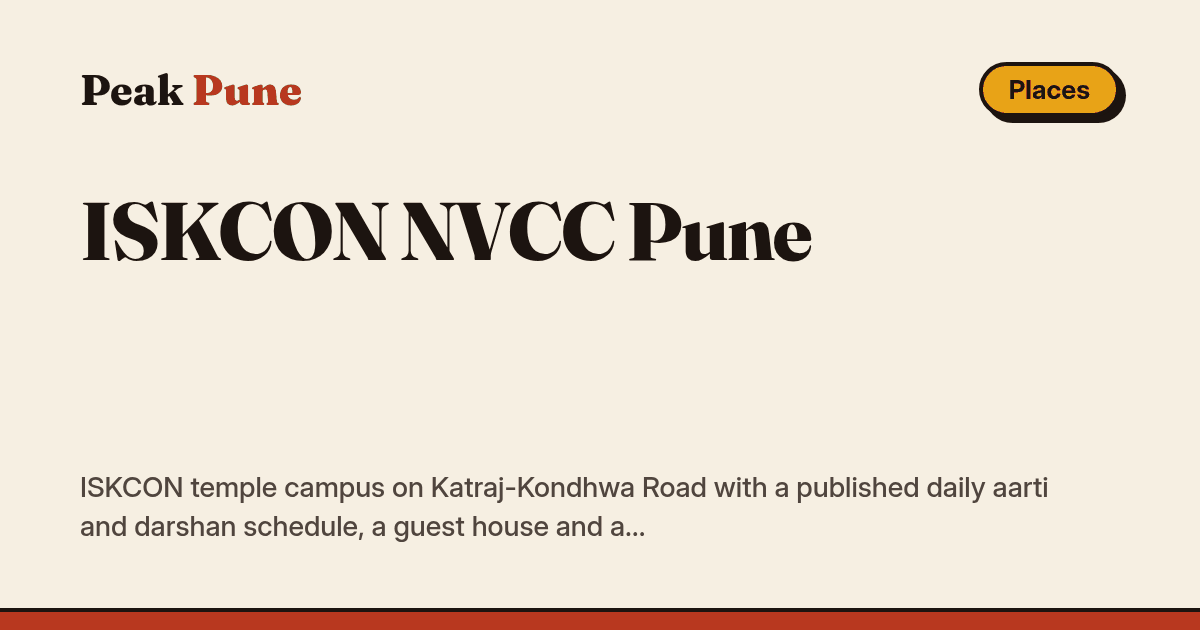 Peak Pune
Places
ISKCON NVCC Pune
ISKCON temple campus on Katraj-Kondhwa Road with a published daily aarti
and darshan schedule, a guest house and a...